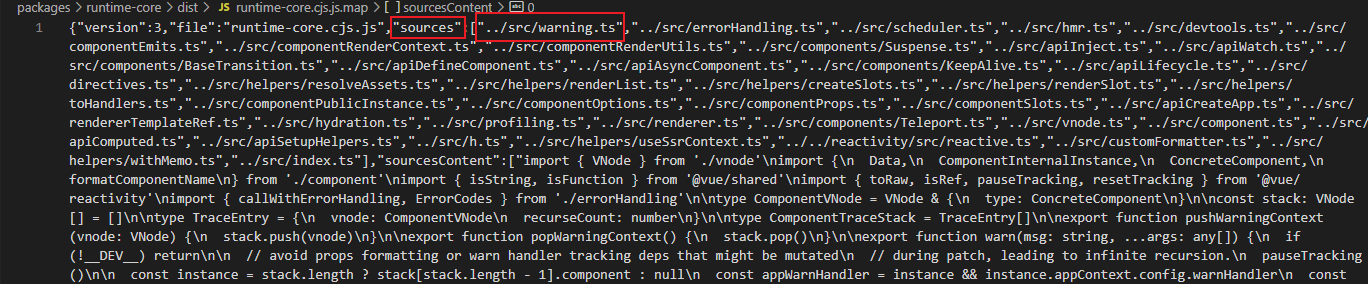 packages > runtime-core > dist > JS runtime-core.cjs.js.map > [ ] sourcesContent > abc 0
1 {"version":3,"file":"runtime-core.cjs.js","sources":["../src/warning.ts","../src/errorHandling.ts","../src/scheduler.ts","../src/hmr.ts","../src/devtools.ts","../src/
componentEmits.ts","../src/componentRenderContext.ts","../src/componentRenderUtils.ts","../src/components/Suspense.ts","../src/apiInject.ts","../src/apiWatch.ts","../
src/components/BaseTransition.ts","../src/apiDefineComponent.ts","../src/apiAsyncComponent.ts","../src/components/KeepAlive.ts","../src/apiLifecycle.ts","../src/
directives.ts","../src/helpers/resolveAssets.ts","../src/helpers/renderList.ts","../src/helpers/createSlots.ts","../src/helpers/renderSlot.ts","../src/helpers/
toHandlers.ts","../src/componentPublicInstance.ts","../src/componentOptions.ts","../src/componentProps.ts","../src/componentSlots.ts","../src/apiCreateApp.ts","../src/
rendererTemplateRef.ts","../src/hydration.ts","../src/profiling.ts","../src/renderer.ts","../src/components/Teleport.ts","../src/vnode.ts","../src/component.ts","../src/
apiComputed.ts","../src/apiSetupHelpers.ts","../src/h.ts","../src/helpers/useSsrContext.ts","../../reactivity/src/reactive.ts","../src/customFormatter.ts","../src/
helpers/withMemo.ts","../src/index.ts"],"sourcesContent":["import { VNode } from './vnode'\nimport {\n  Data,\n  ComponentInternalInstance,\n  ConcreteComponent,\n
formatComponentName\n} from './component'\nimport { isString, isFunction } from '@vue/shared'\nimport { toRaw, isRef, pauseTracking, resetTracking } from '@vue/
reactivity'\nimport { callWithErrorHandling, ErrorCodes } from './errorHandling'\n\ntype ComponentVNode = VNode & {\n  type: ConcreteComponent\n}\n\nconst stack: VNode
[] = []\n\ntype TraceEntry = {\n  vnode: ComponentVNode\n  recurseCount: number\n}\n\ntype ComponentTraceStack = TraceEntry[]\n\nexport function pushWarningContext
(vnode: VNode) {\n  stack.push(vnode)\n}\n\nexport function popWarningContext() {\n  stack.pop()\n}\n\nexport function warn(msg: string, ...args: any[]) {\n  if
(!__DEV__) return\n\n  // avoid props formatting or warn handler tracking deps that might be mutated\n  // during patch, leading to infinite recursion.\n  pauseTracking
()\n\n  const instance = stack.length ? stack[stack.length - 1].component : null\n  const appWarnHandler = instance && instance.appContext.config.warnHandler\n  const